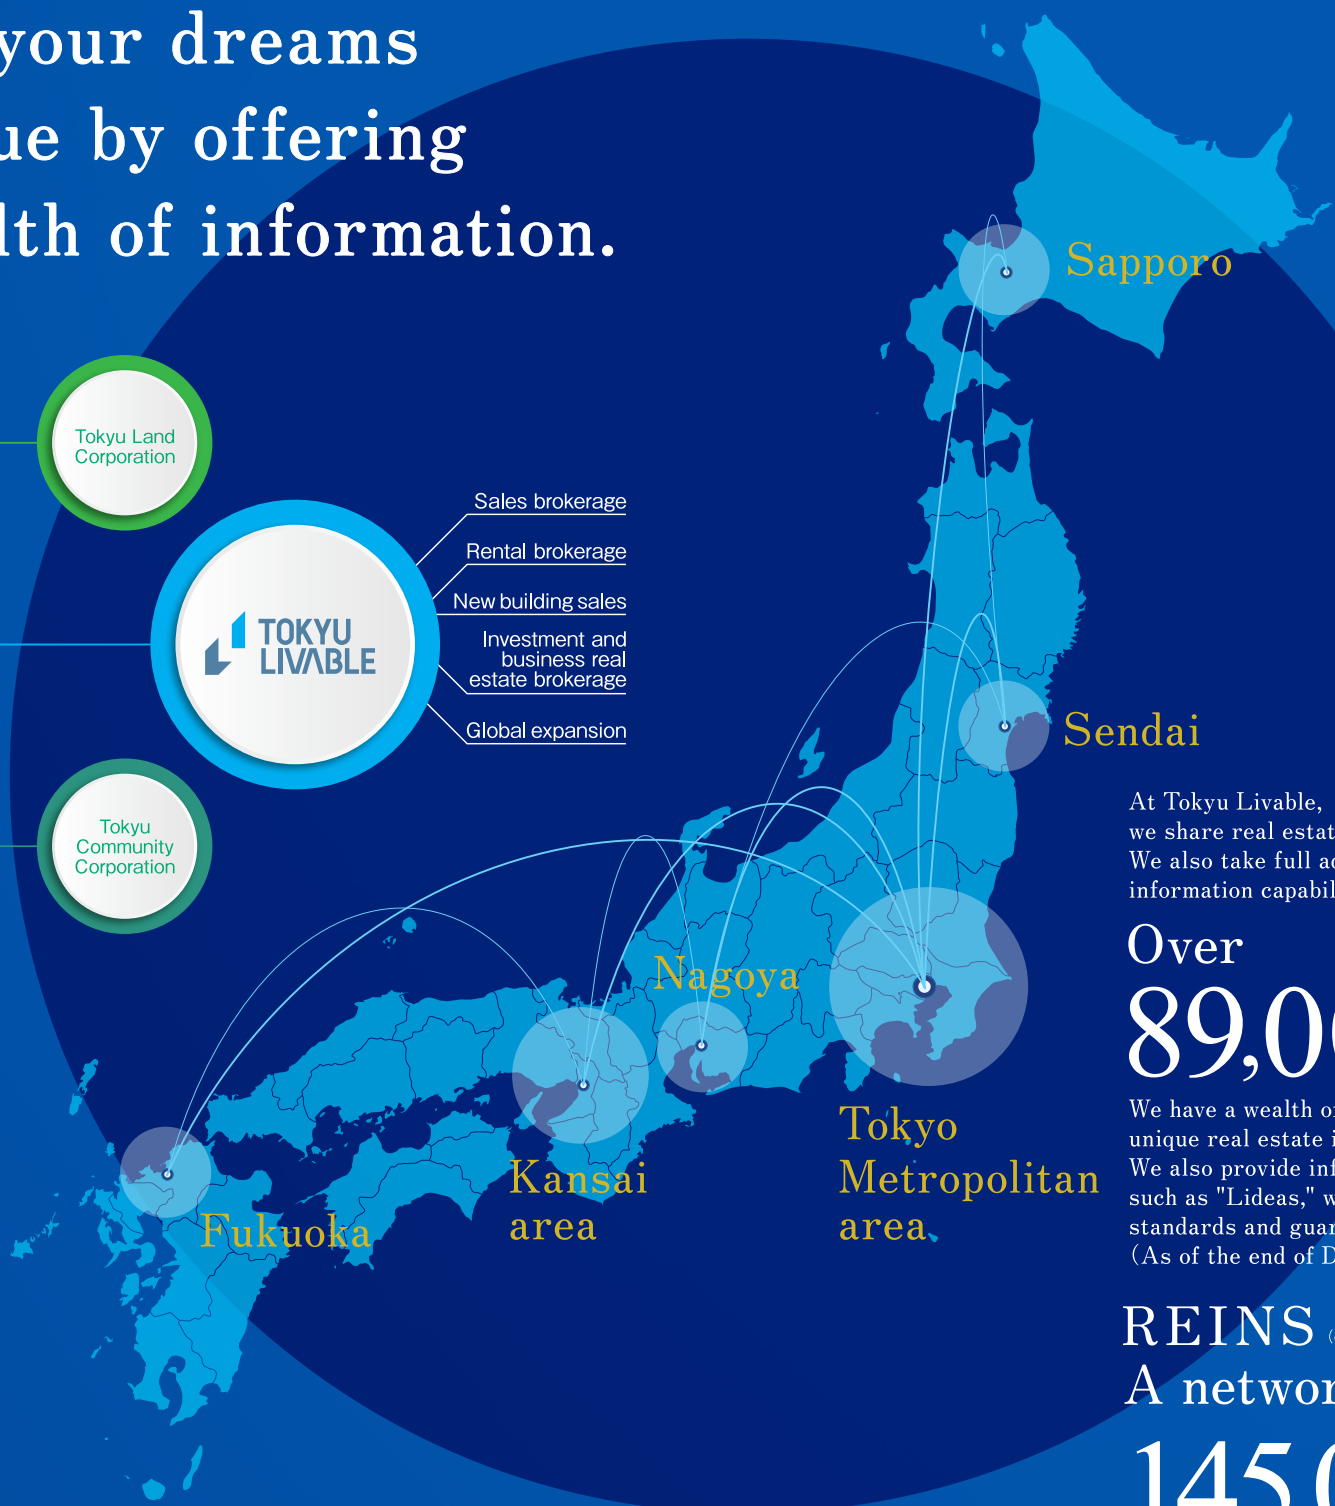 your dreams
ue by offering
lth of information.
Sapporo
Tokyu Land
Corporation
Sales brokerage
Rental brokerage
New building sales
Investment and
business real
estate brokerage
Global expansion
TOKYU
LIVABLE
Tokyu
Community
Corporation
Sendai
Nagoya
Tokyo
Metropolitan
area
Kansai
area
Fukuoka
At Tokyu Livable,
we share real estat
We also take full ad
information capabil
Over
89,00
We have a wealth of
unique real estate i
We also provide inf
such as "Lideas," w
standards and guar
(As of the end of D
REINS
A networ
145,0